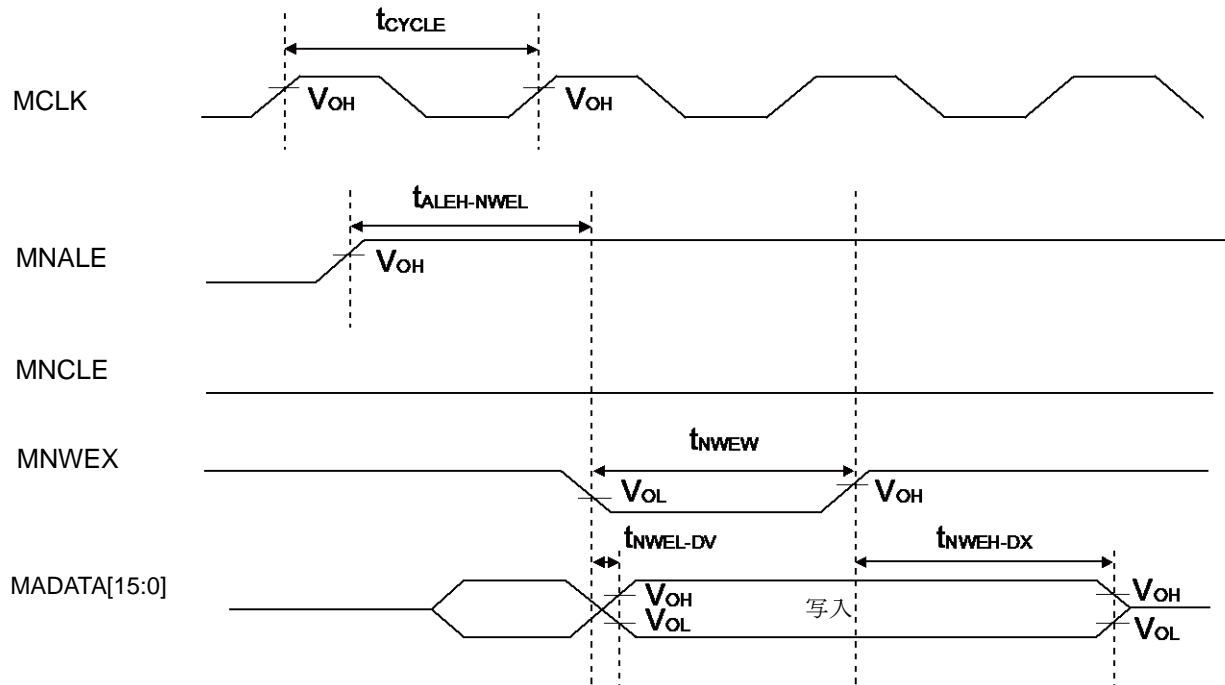 tCYCLE
MCLK
VOH
VOH
tALEH-NWEL
MNALE
VOH
MNCLE
tNWEW
MNWEX
VOL
VOH
tNWEL-DV
tNWEH-DX
MADATA[15:0]
VOH
写入
VOH
VOL
VOL